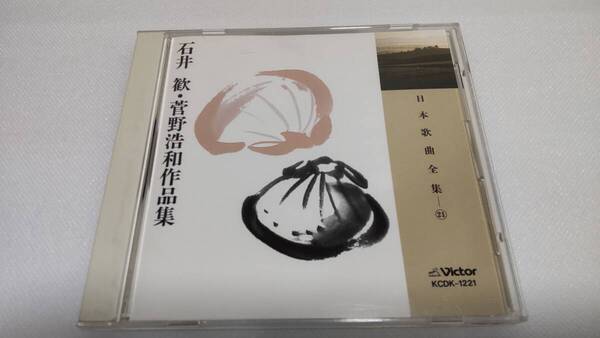 石井 歓・菅野浩和作品集
日本歌曲全集—㉑
Victor
KCDK-1221